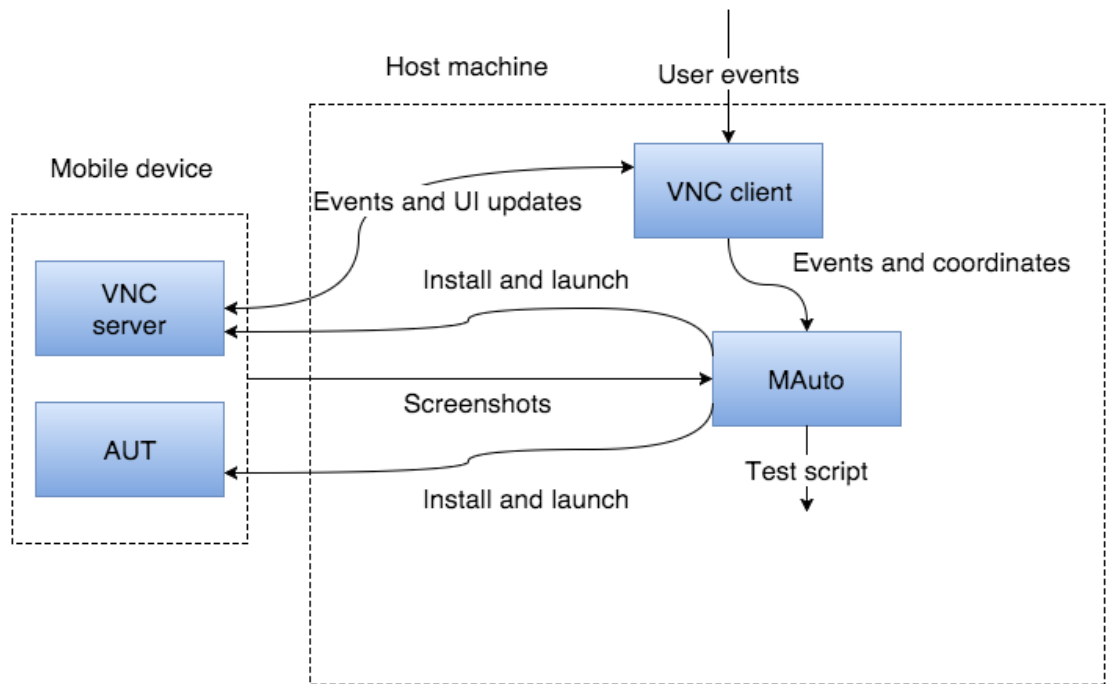 Host machine
User events
Mobile device
VNC client
Events and UI updates
Events and coordinates
VNC
server
Install and launch
MAuto
Screenshots
AUT
Test script
Install and launch